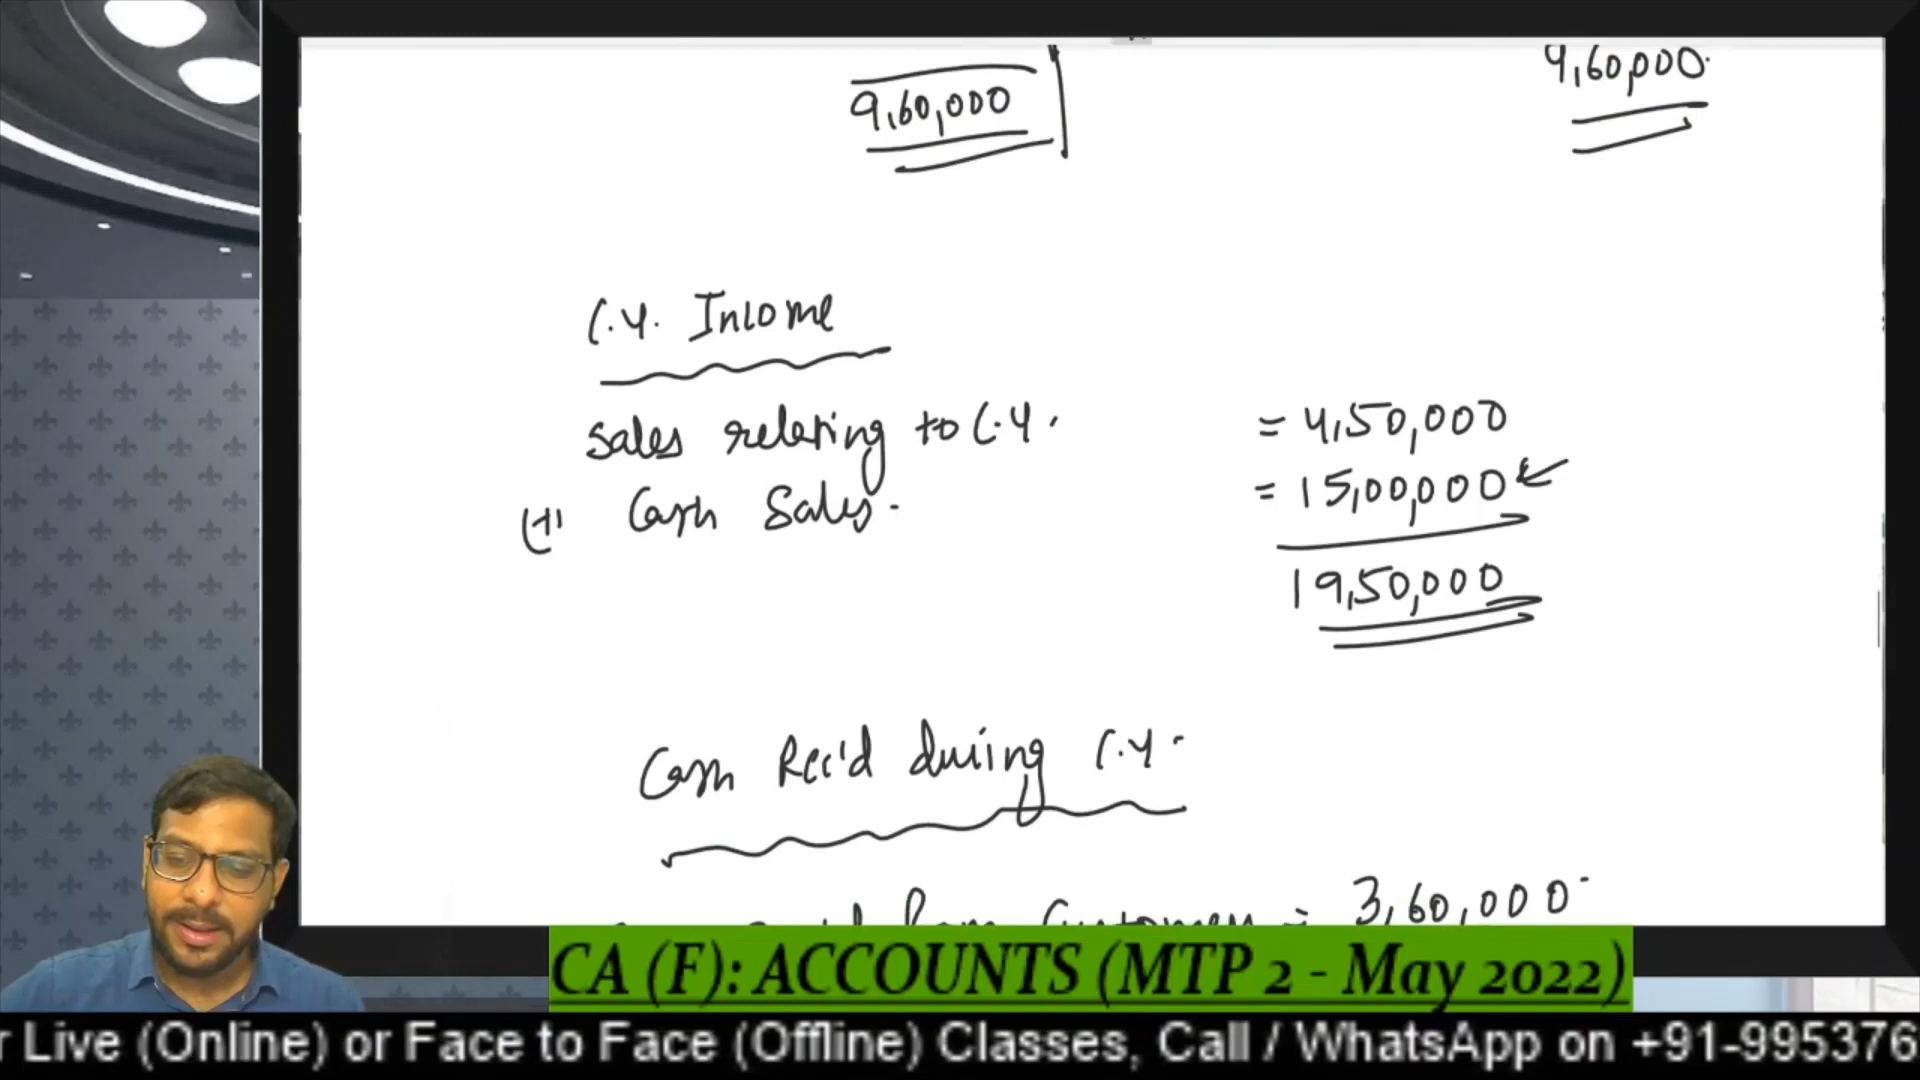 9,60,000
9,60,000
C.Y. Income
Sales relating to C.Y. = 4,50,000
(+) Cash Sales. = 15,00,000
19,50,000
Cash Rec'd during C.Y.
from Customer = 3,60,000
CA (F): ACCOUNTS (MTP 2 - May 2022)
r Live (Online) or Face to Face (Offline) Classes, Call / WhatsApp on +91-995376